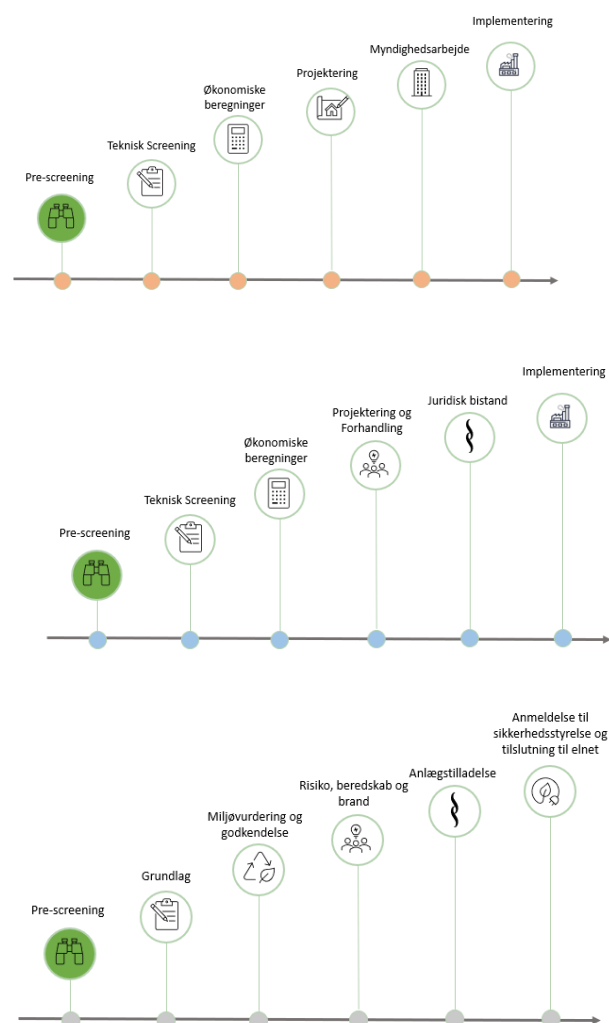 Pre-screening
Teknisk Screening
Økonomiske
beregninger
Projektering
Myndighedsarbejde
Implementering
Pre-screening
Teknisk Screening
Økonomiske
beregninger
Projektering og
Forhandling
Juridisk bistand
Implementering
Pre-screening
Grundlag
Miljøvurdering og
godkendelse
Risiko, beredskab og
brand
Anlægstilladelse
Anmeldelse til
sikkerhedsstyrelse og
tilslutning til elnet